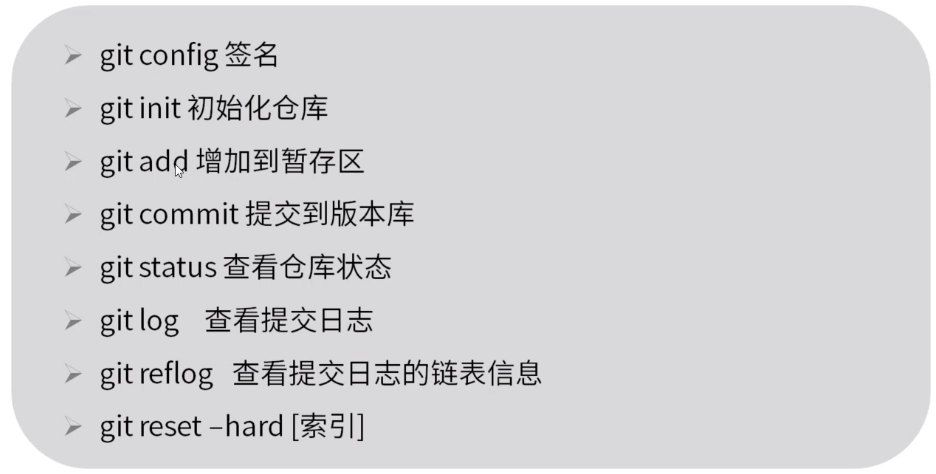 git config 签名
git init 初始化仓库
git add 增加到暂存区
git commit 提交到版本库
git status 查看仓库状态
git log 查看提交日志
git reflog 查看提交日志的链表信息
git reset –hard [索引]